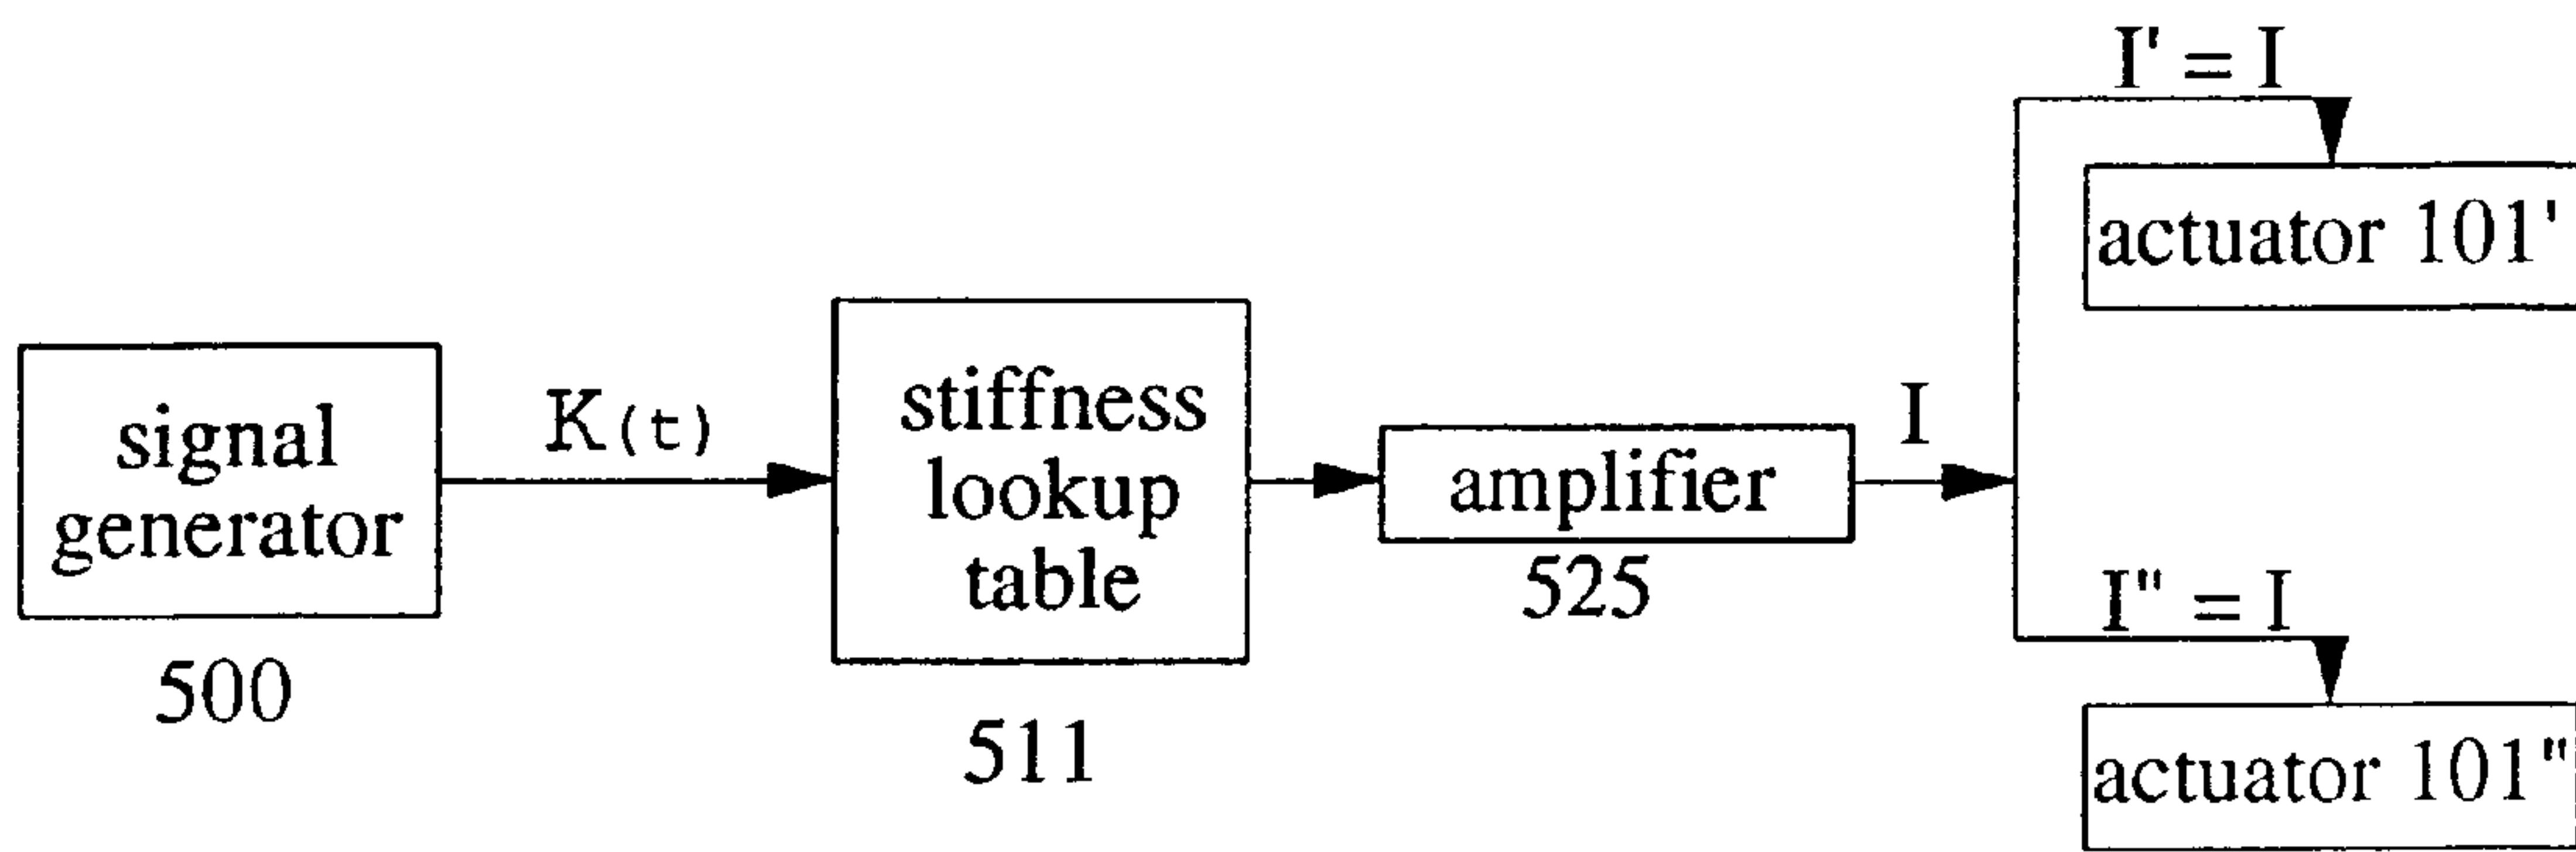 signal
generator
500
K(t)
stiffness
lookup
table
511
amplifier
525
I
I' = I
actuator 101'
I" = I
actuator 101"